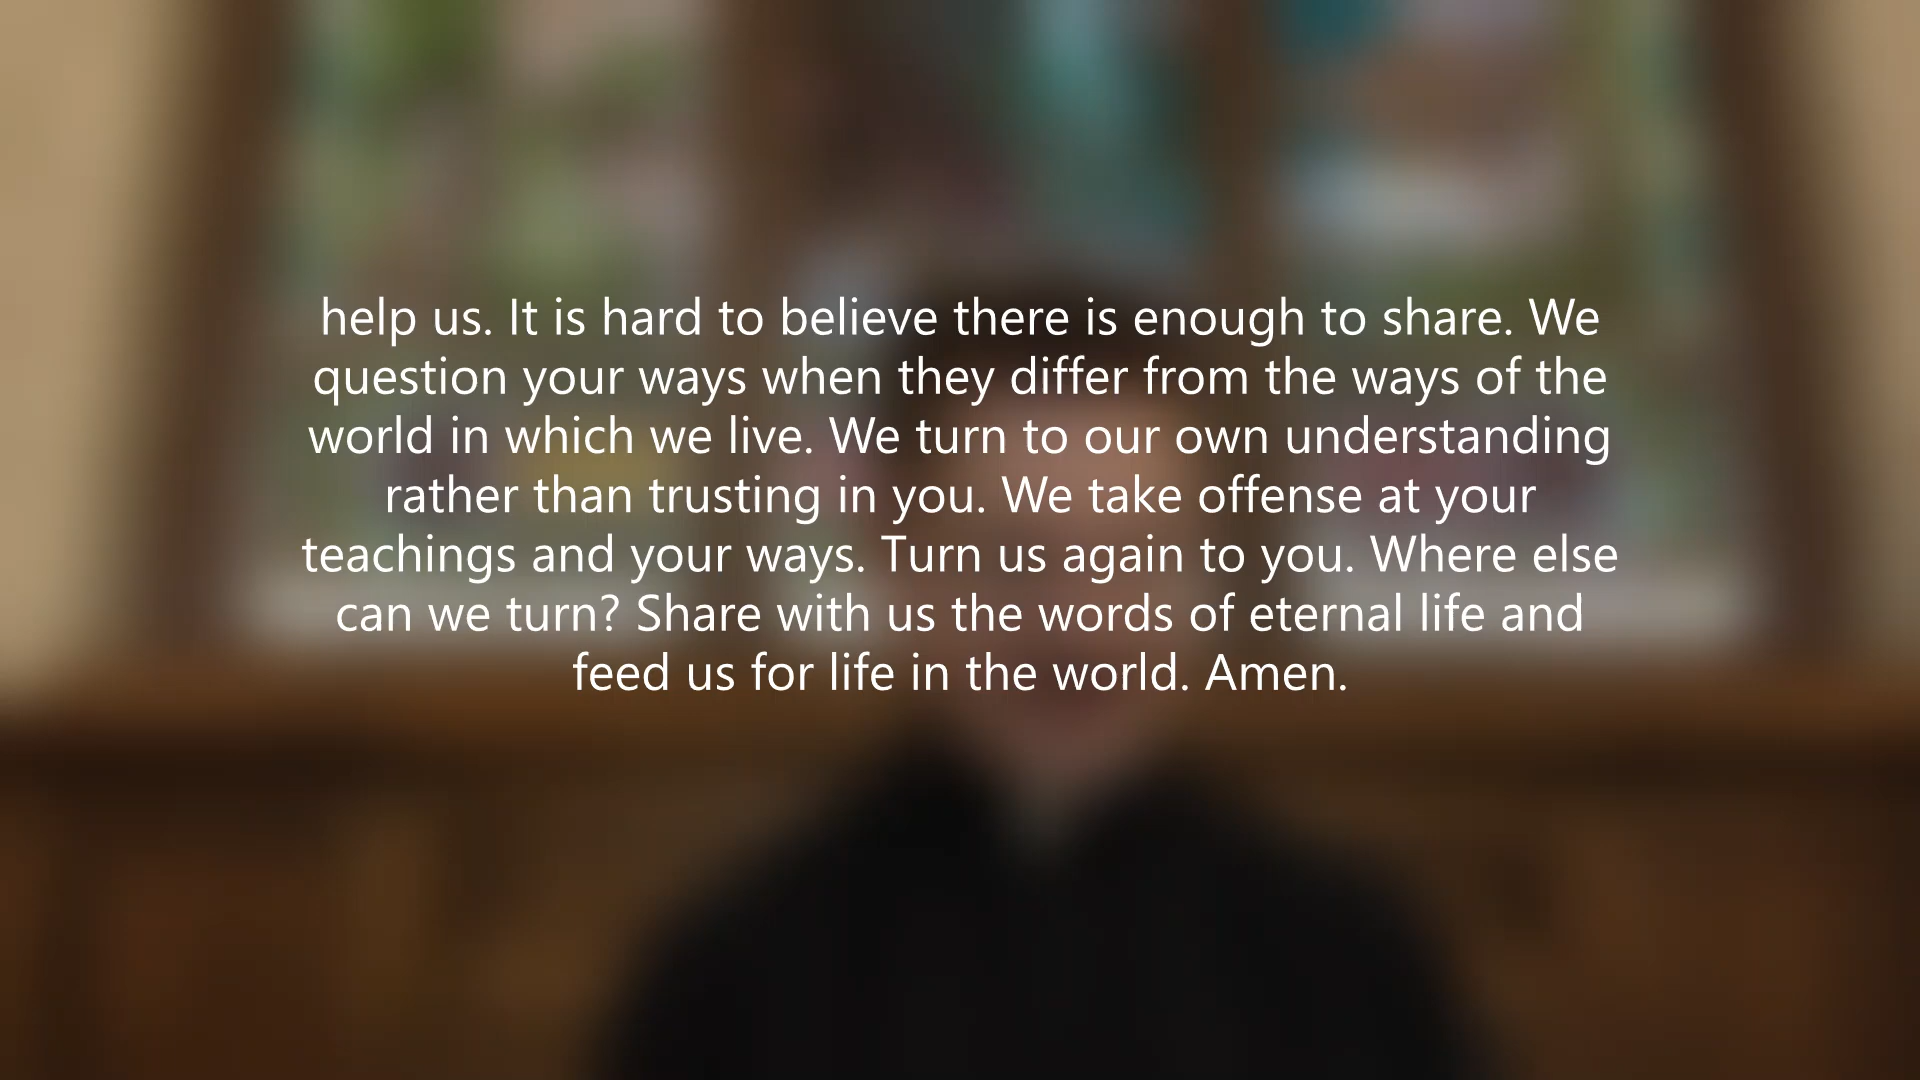 help us. It is hard to believe there is enough to share. We
question your ways when they differ from the ways of the
world in which we live. We turn to our own understanding
rather than trusting in you. We take offense at your
teachings and your ways. Turn us again to you. Where else
can we turn? Share with us the words of eternal life and
feed us for life in the world. Amen.